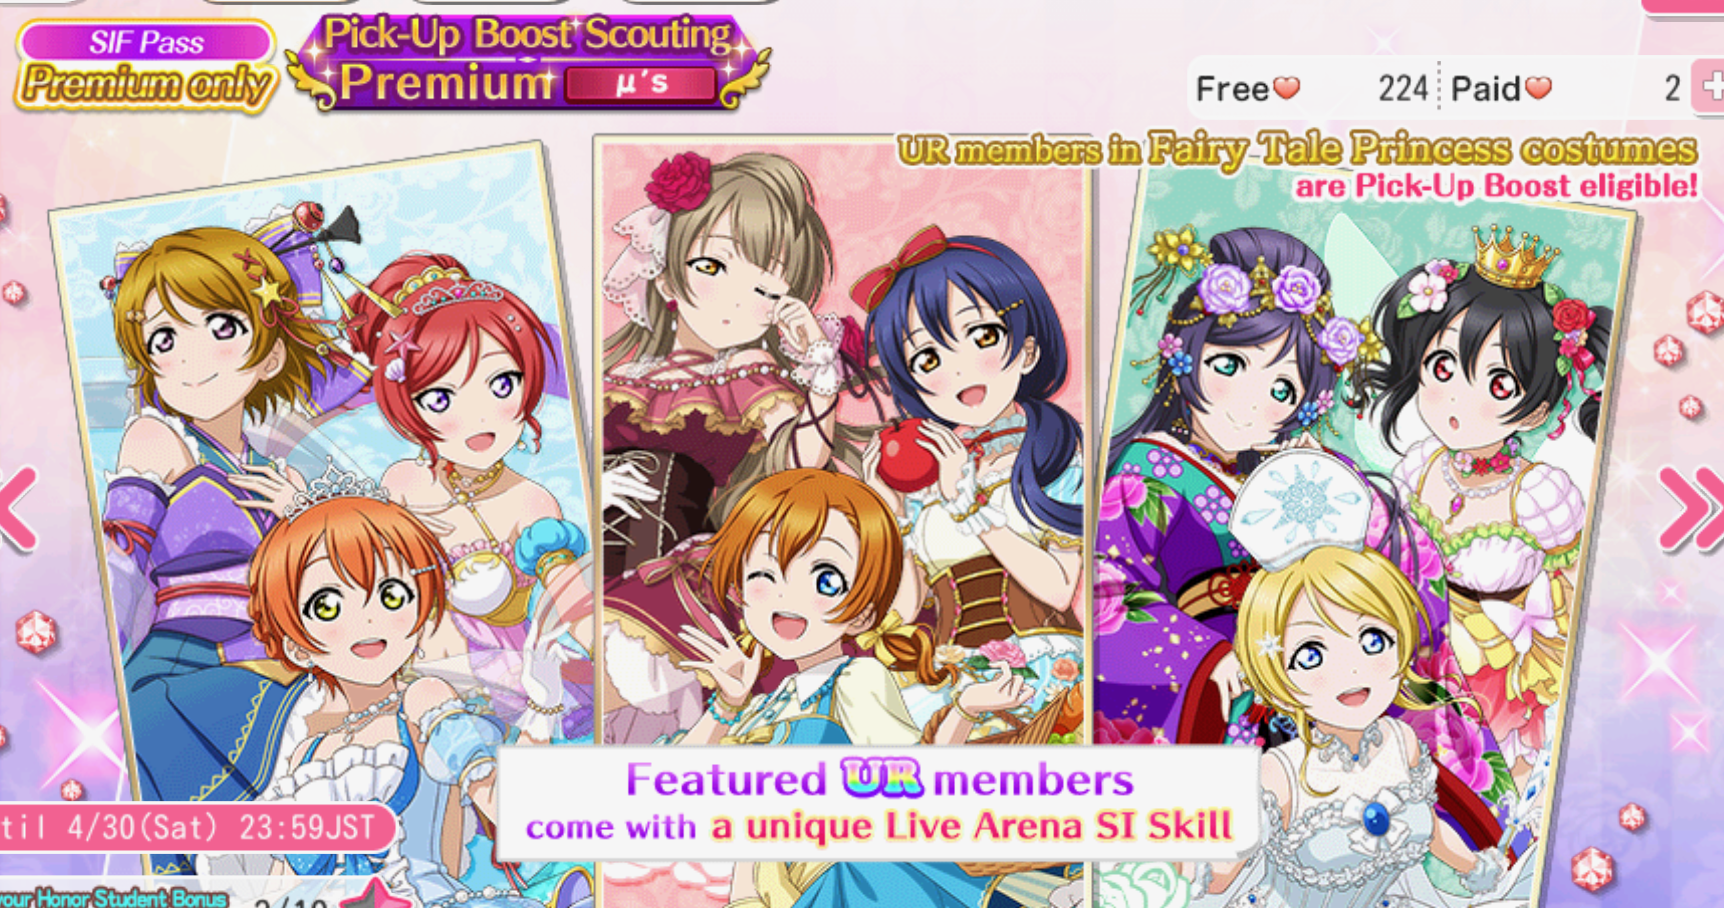 SIF Pass
Premium only
Pick-Up Boost Scouting
Premium μ's
Free 224 Paid 2
UR members in Fairy Tale Princess costumes
are Pick-Up Boost eligible!
Featured UR members
come with a unique Live Arena SI Skill
til 4/30(Sat) 23:59JST
your Honor Student Bonus